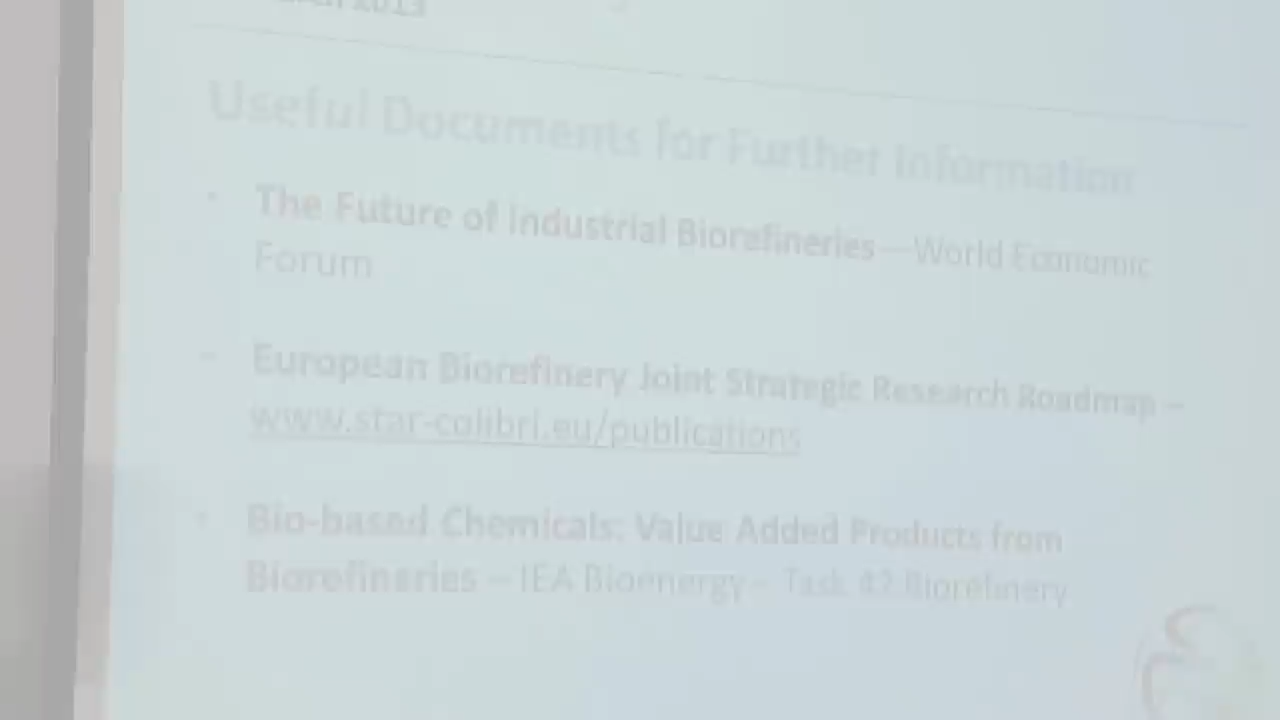 2013
Useful Documents for Further Information
The Future of Industrial Biorefineries—World Economic
Forum
European Biorefinery Joint Strategic Research Roadmap –
www.star-colibri.eu/publications
Bio-based Chemicals: Value Added Products from
Biorefineries – IEA Bioenergy – Task 42 Biorefinery